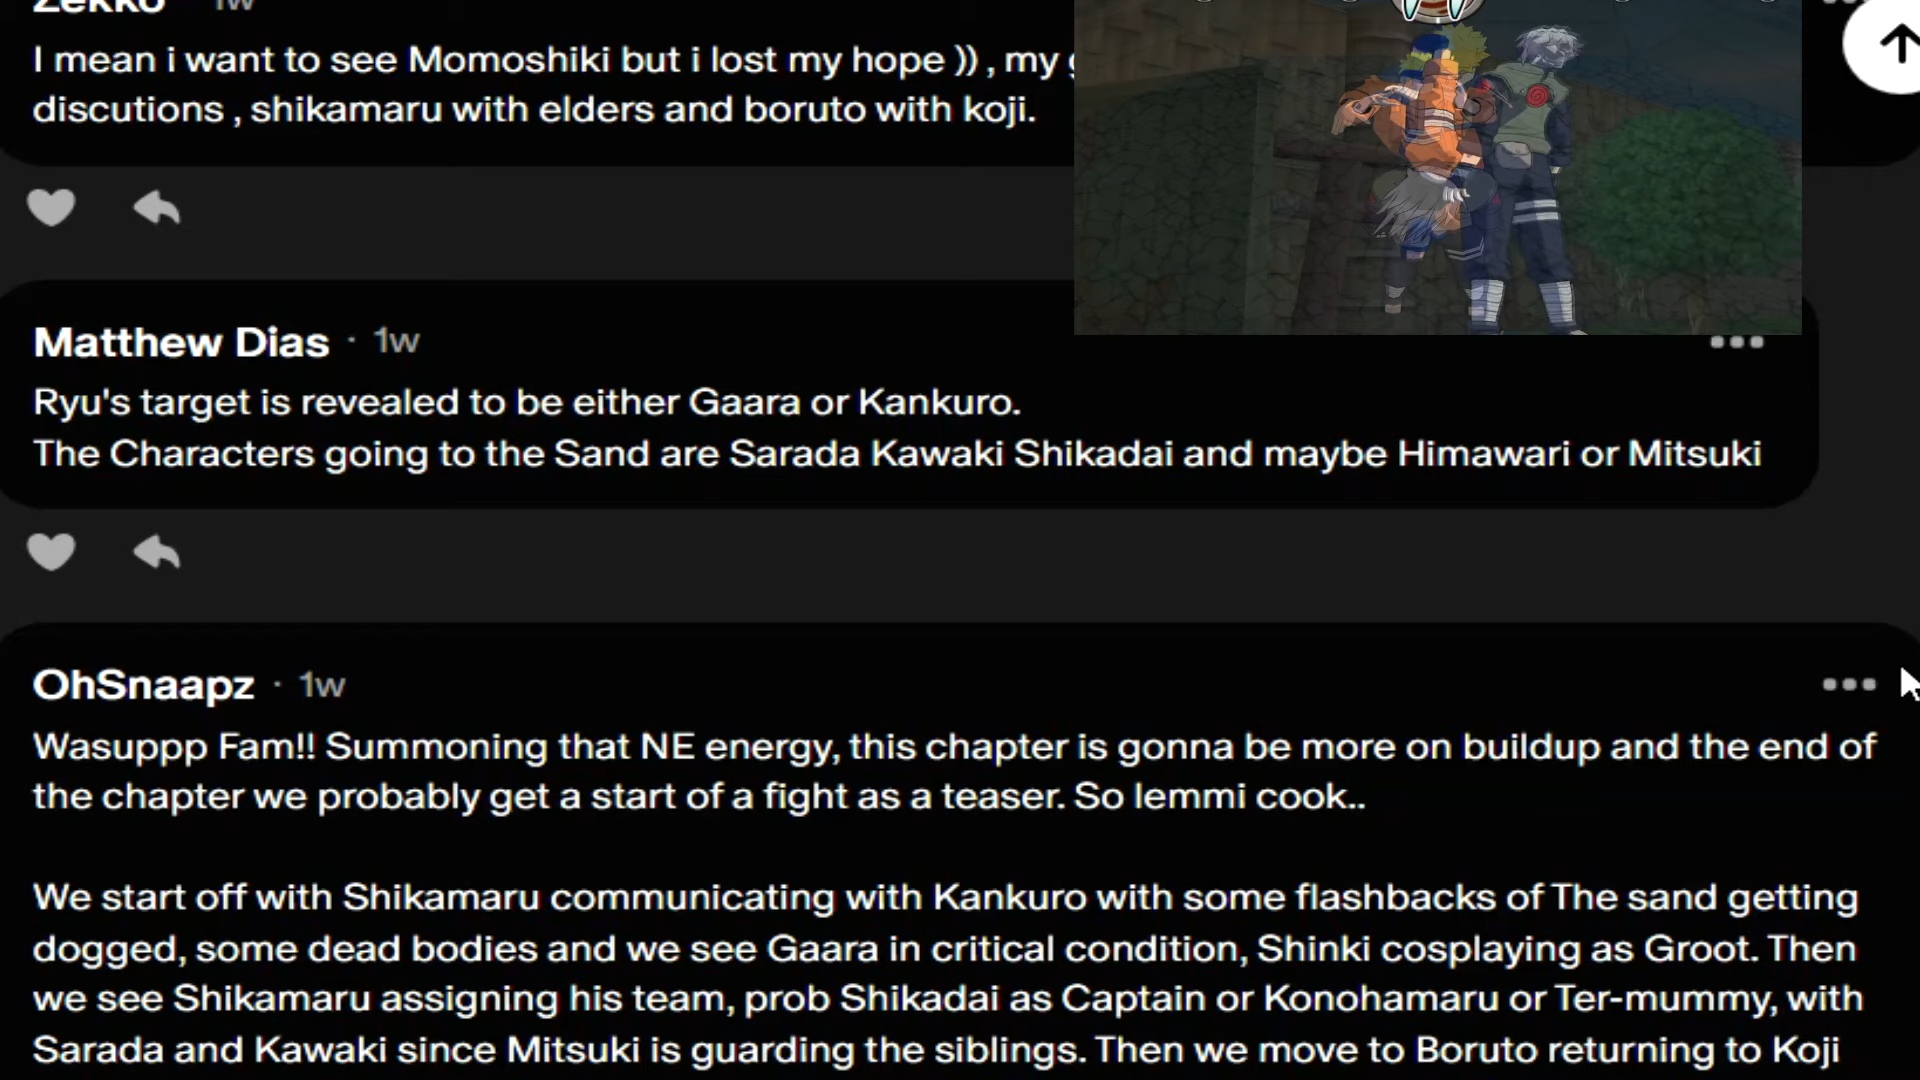 Zekko · 1w
I mean i want to see Momoshiki but i lost my hope )) , my
discutions , shikamaru with elders and boruto with koji.
Matthew Dias · 1w
Ryu's target is revealed to be either Gaara or Kankuro.
The Characters going to the Sand are Sarada Kawaki Shikadai and maybe Himawari or Mitsuki
OhSnaapz · 1w
Wasuppp Fam!! Summoning that NE energy, this chapter is gonna be more on buildup and the end of
the chapter we probably get a start of a fight as a teaser. So lemmi cook..
We start off with Shikamaru communicating with Kankuro with some flashbacks of The sand getting
dogged, some dead bodies and we see Gaara in critical condition, Shinki cosplaying as Groot. Then
we see Shikamaru assigning his team, prob Shikadai as Captain or Konohamaru or Ter-mummy, with
Sarada and Kawaki since Mitsuki is guarding the siblings. Then we move to Boruto returning to Koji